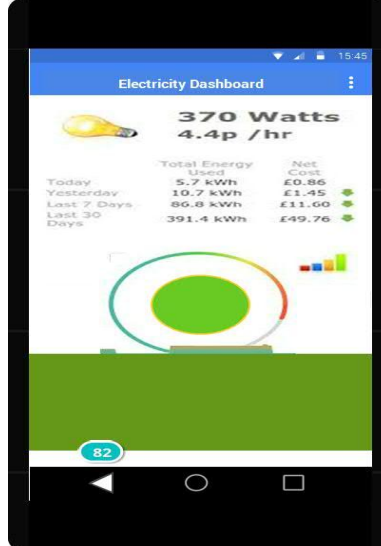 15:45
Electricity Dashboard
370 Watts
4.4p /hr
Total Energy Used Net Cost
Today 5.7 kWh £0.86
Yesterday 10.7 kWh £1.45
Last 7 Days 86.8 kWh £11.60
Last 30 Days 391.4 kWh £49.76
82